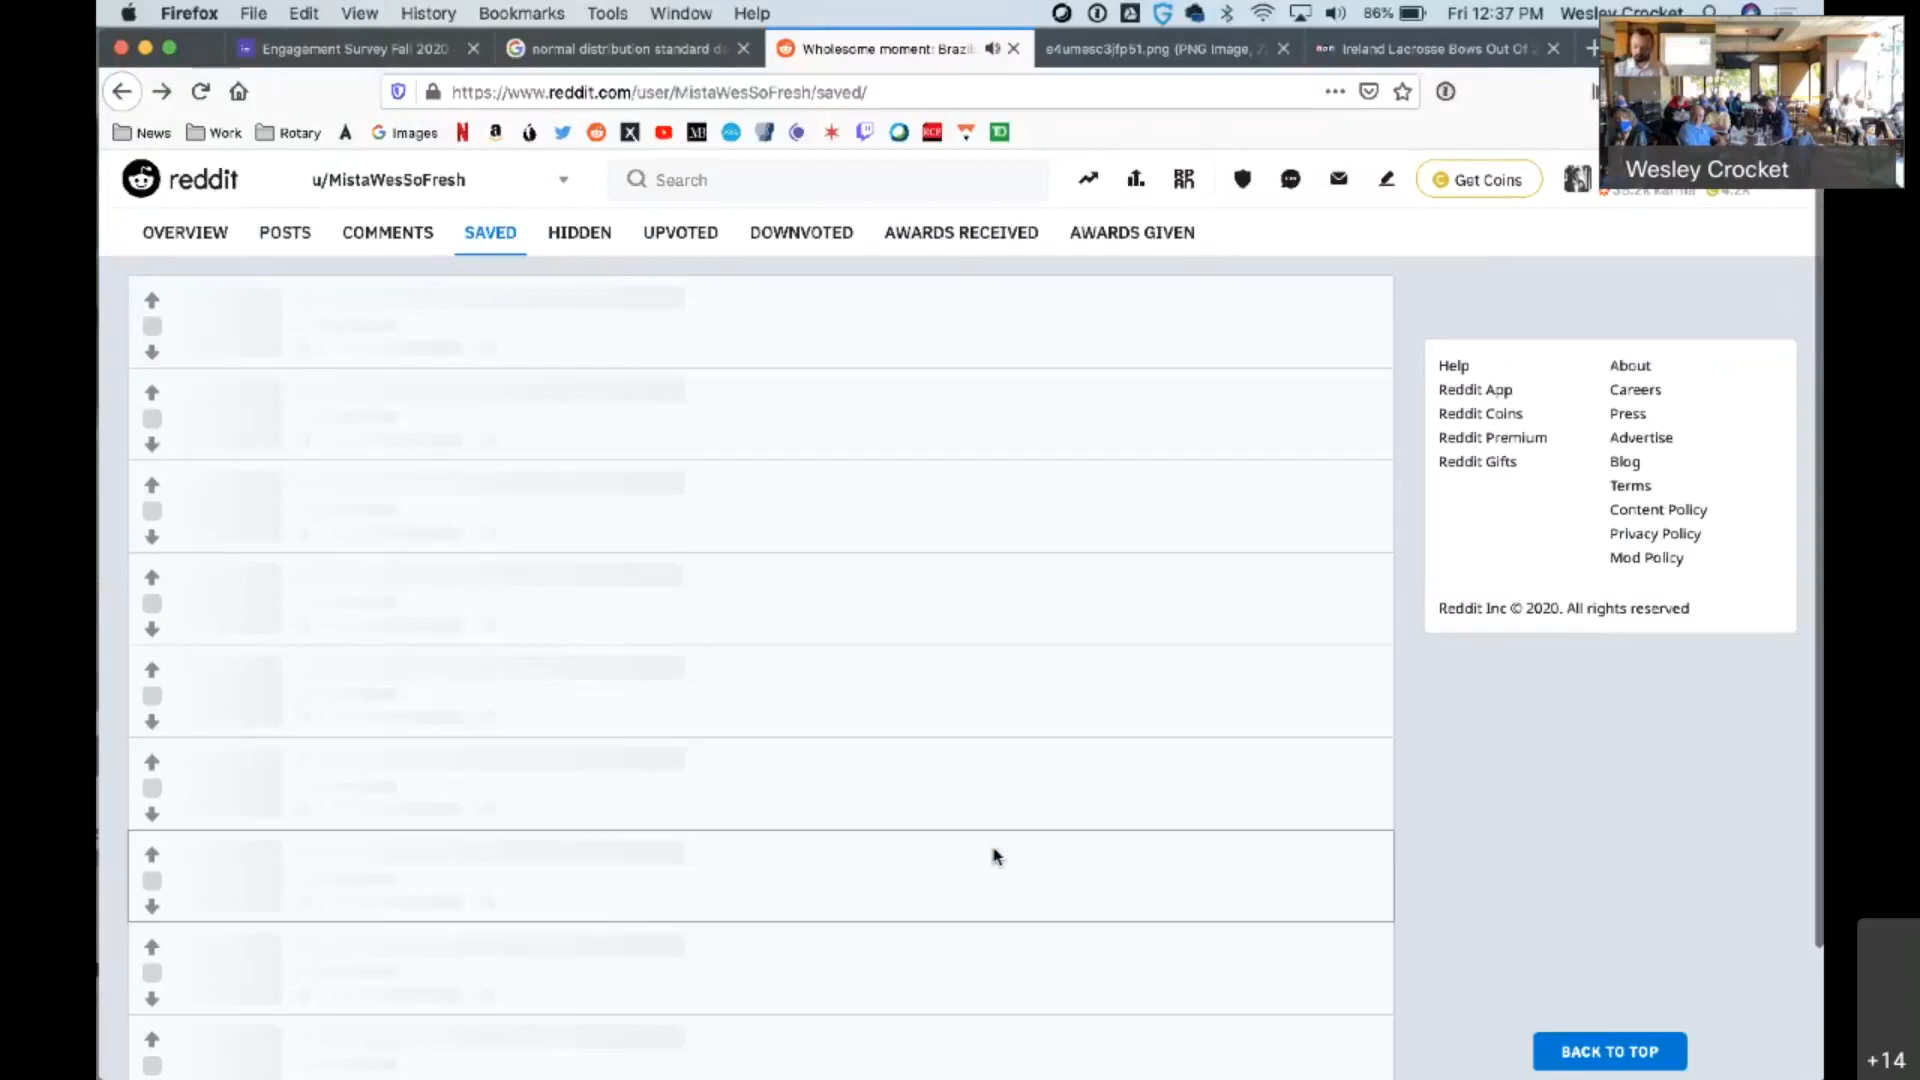 Firefox File Edit View History Bookmarks Tools Window Help 86% Fri 12:37 PM Wesley Crocket
Engagement Survey Fall 2020
normal distribution standard d
Wholesome moment: Brazil
e4umesc3jfp51.png (PNG Image,
Ireland Lacrosse Bows Out Of
https://www.reddit.com/user/MistaWesSoFresh/saved/
News Work Rotary Images
reddit u/MistaWesSoFresh Search Get Coins
Wesley Crocket
OVERVIEW POSTS COMMENTS SAVED HIDDEN UPVOTED DOWNVOTED AWARDS RECEIVED AWARDS GIVEN
Help About
Reddit App Careers
Reddit Coins Press
Reddit Premium Advertise
Reddit Gifts Blog
Terms
Content Policy
Privacy Policy
Mod Policy
Reddit Inc © 2020. All rights reserved
BACK TO TOP
+14